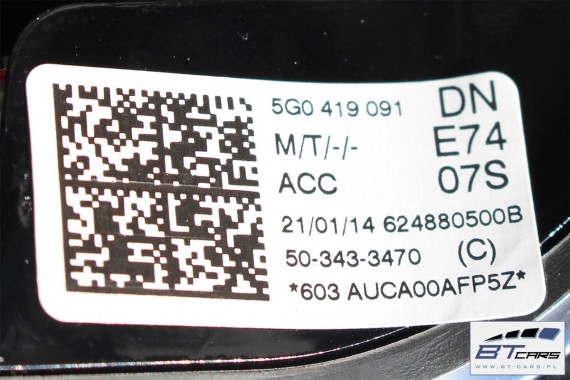 5G0 419 091 DN
M/T/-/- E74
ACC 07S
21/01/14 624880500B
50-343-3470 (C)
*603 AUCA00AFP5Z*
BT CARS
WWW.BT-CARS.PL